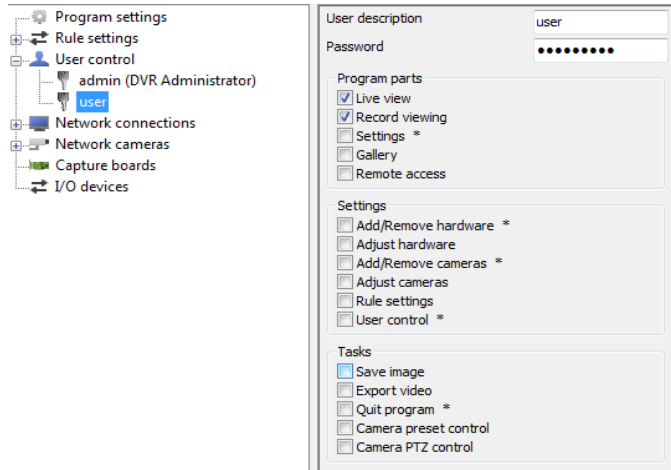 Program settings
Rule settings
User control
admin (DVR Administrator)
user
Network connections
Network cameras
Capture boards
I/O devices
User description
user
Password
●●●●●●●●●
Program parts
Live view
Record viewing
Settings *
Gallery
Remote access
Settings
Add/Remove hardware *
Adjust hardware
Add/Remove cameras *
Adjust cameras
Rule settings
User control *
Tasks
Save image
Export video
Quit program *
Camera preset control
Camera PTZ control